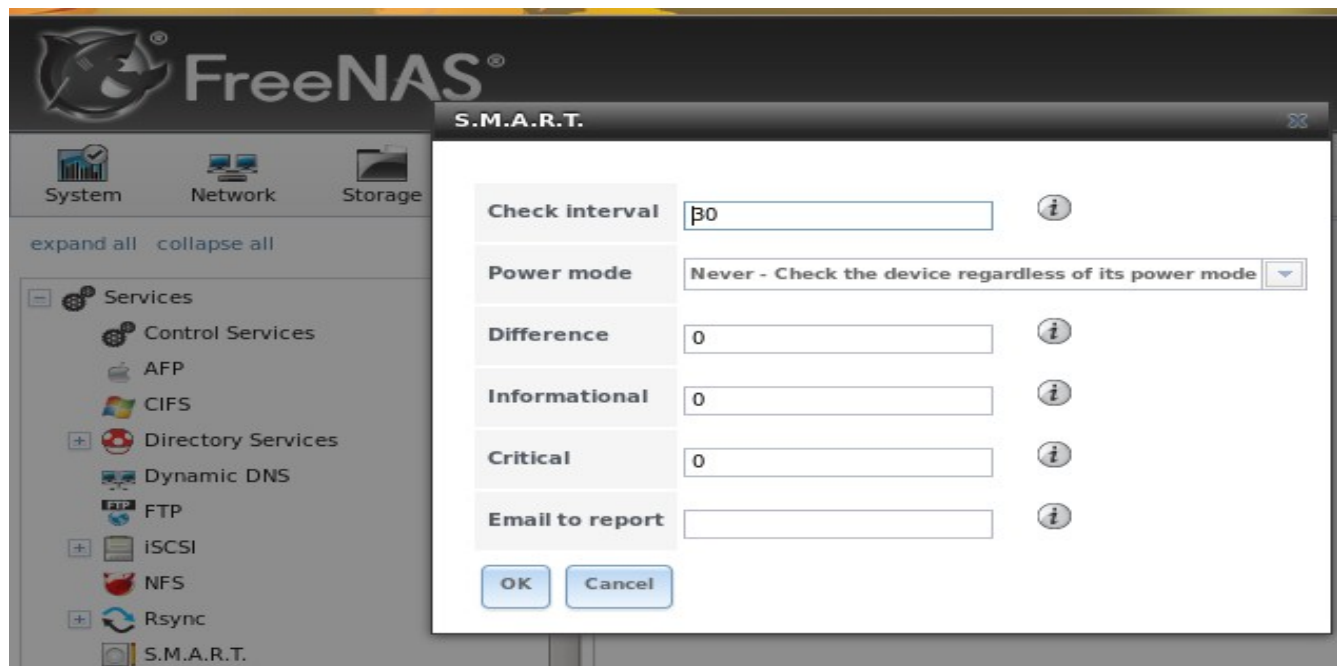 FreeNAS®
S.M.A.R.T.
System
Network
Storage
expand all
collapse all
Services
Control Services
AFP
CIFS
Directory Services
Dynamic DNS
FTP
iSCSI
NFS
Rsync
S.M.A.R.T.
Check interval
30
Power mode
Never - Check the device regardless of its power mode
Difference
0
Informational
0
Critical
0
Email to report
OK
Cancel